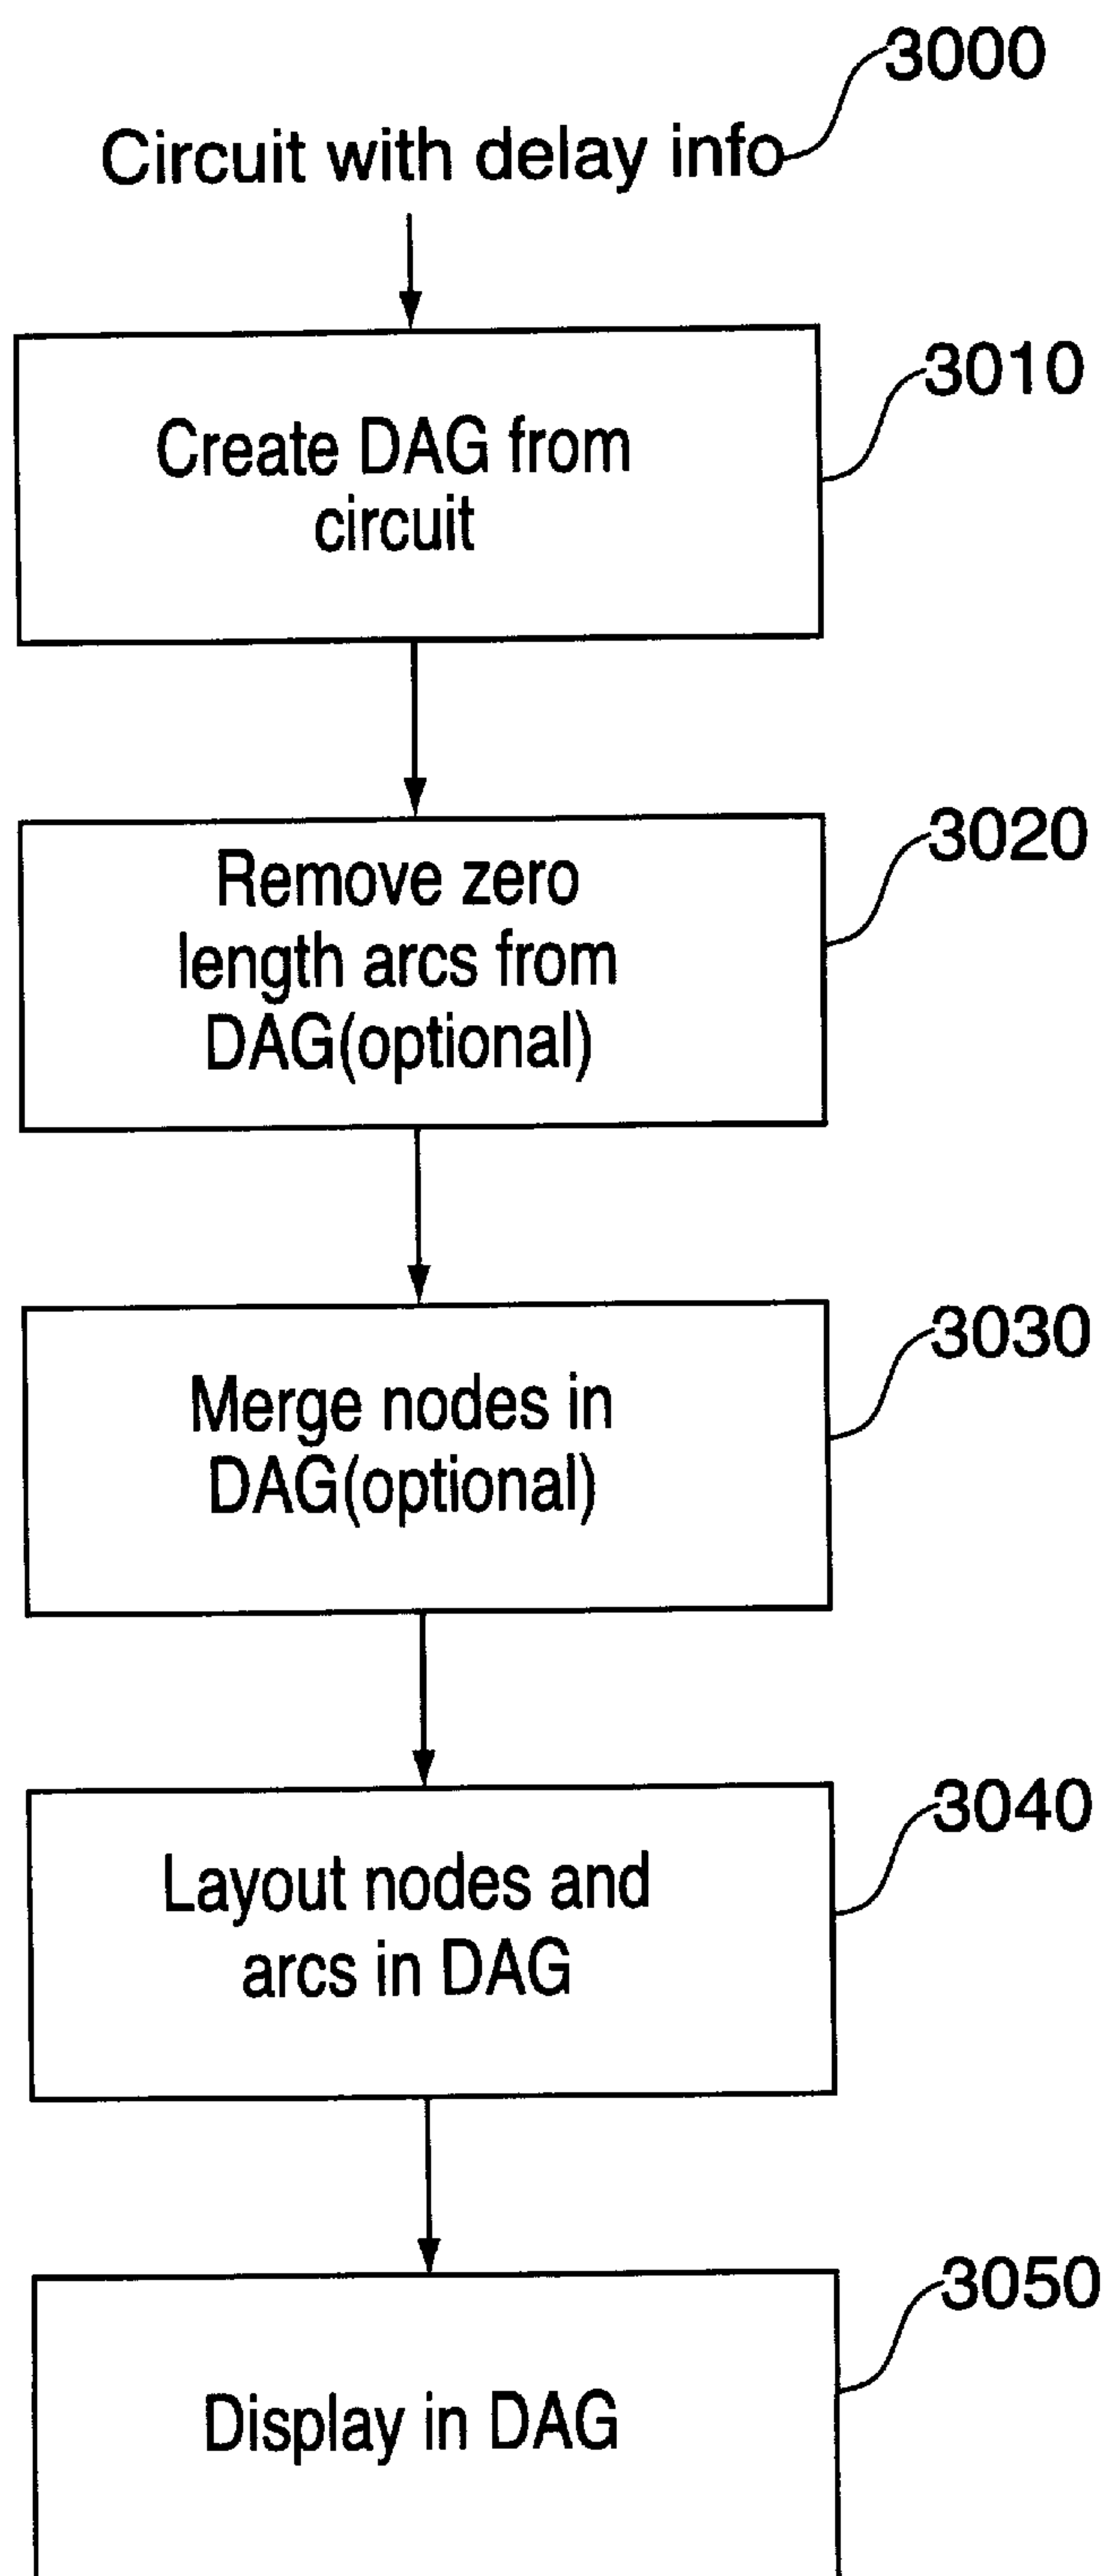 3000
Circuit with delay info
3010
Create DAG from
circuit
3020
Remove zero
length arcs from
DAG(optional)
3030
Merge nodes in
DAG(optional)
3040
Layout nodes and
arcs in DAG
3050
Display in DAG